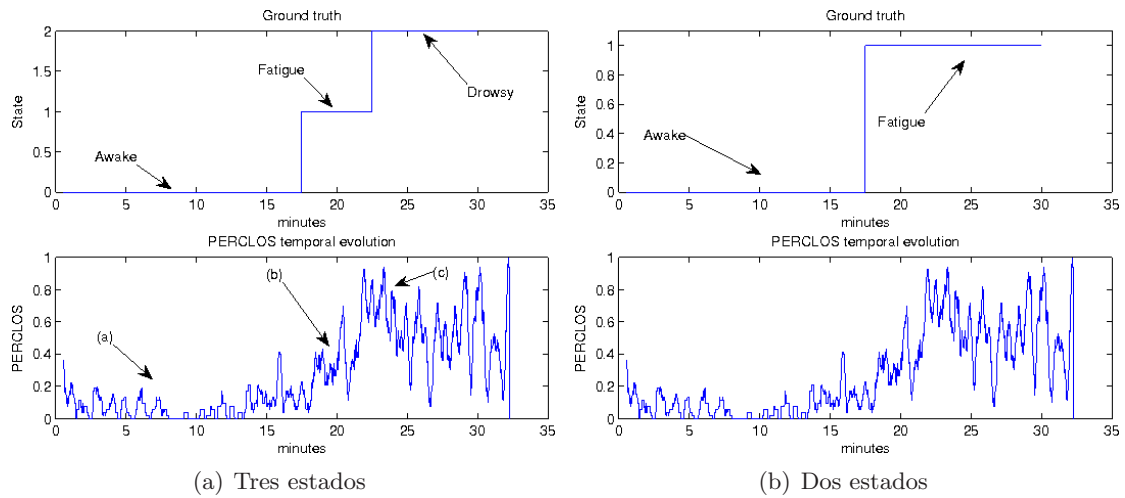 Ground truth
2
1.5
1
0.5
0
State
Awake
Fatigue
Drowsy
0 5 10 15 20 25 30 35
minutes
PERCLOS temporal evolution
1
0.8
0.6
0.4
0.2
0
PERCLOS
(a)
(b)
(c)
0 5 10 15 20 25 30 35
minutes
(a) Tres estados
Ground truth
1
0.8
0.6
0.4
0.2
0
State
Awake
Fatigue
0 5 10 15 20 25 30 35
minutes
PERCLOS temporal evolution
1
0.8
0.6
0.4
0.2
0
PERCLOS
0 5 10 15 20 25 30 35
minutes
(b) Dos estados